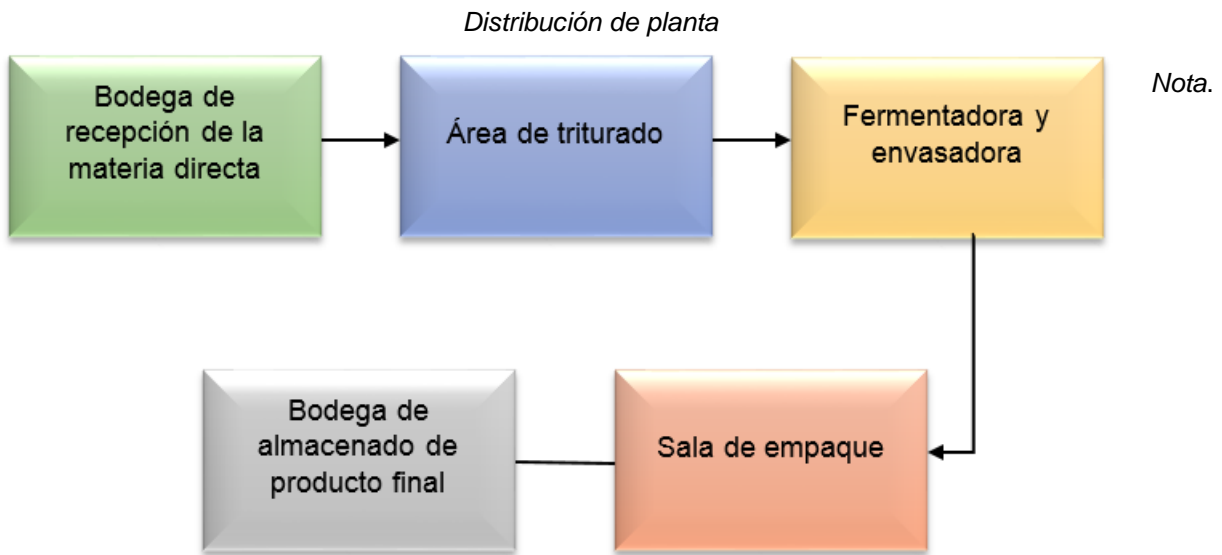 Distribución de planta
Nota.
Bodega de
recepción de la
materia directa
Área de triturado
Fermentadora y
envasadora
Bodega de
almacenado de
producto final
Sala de empaque